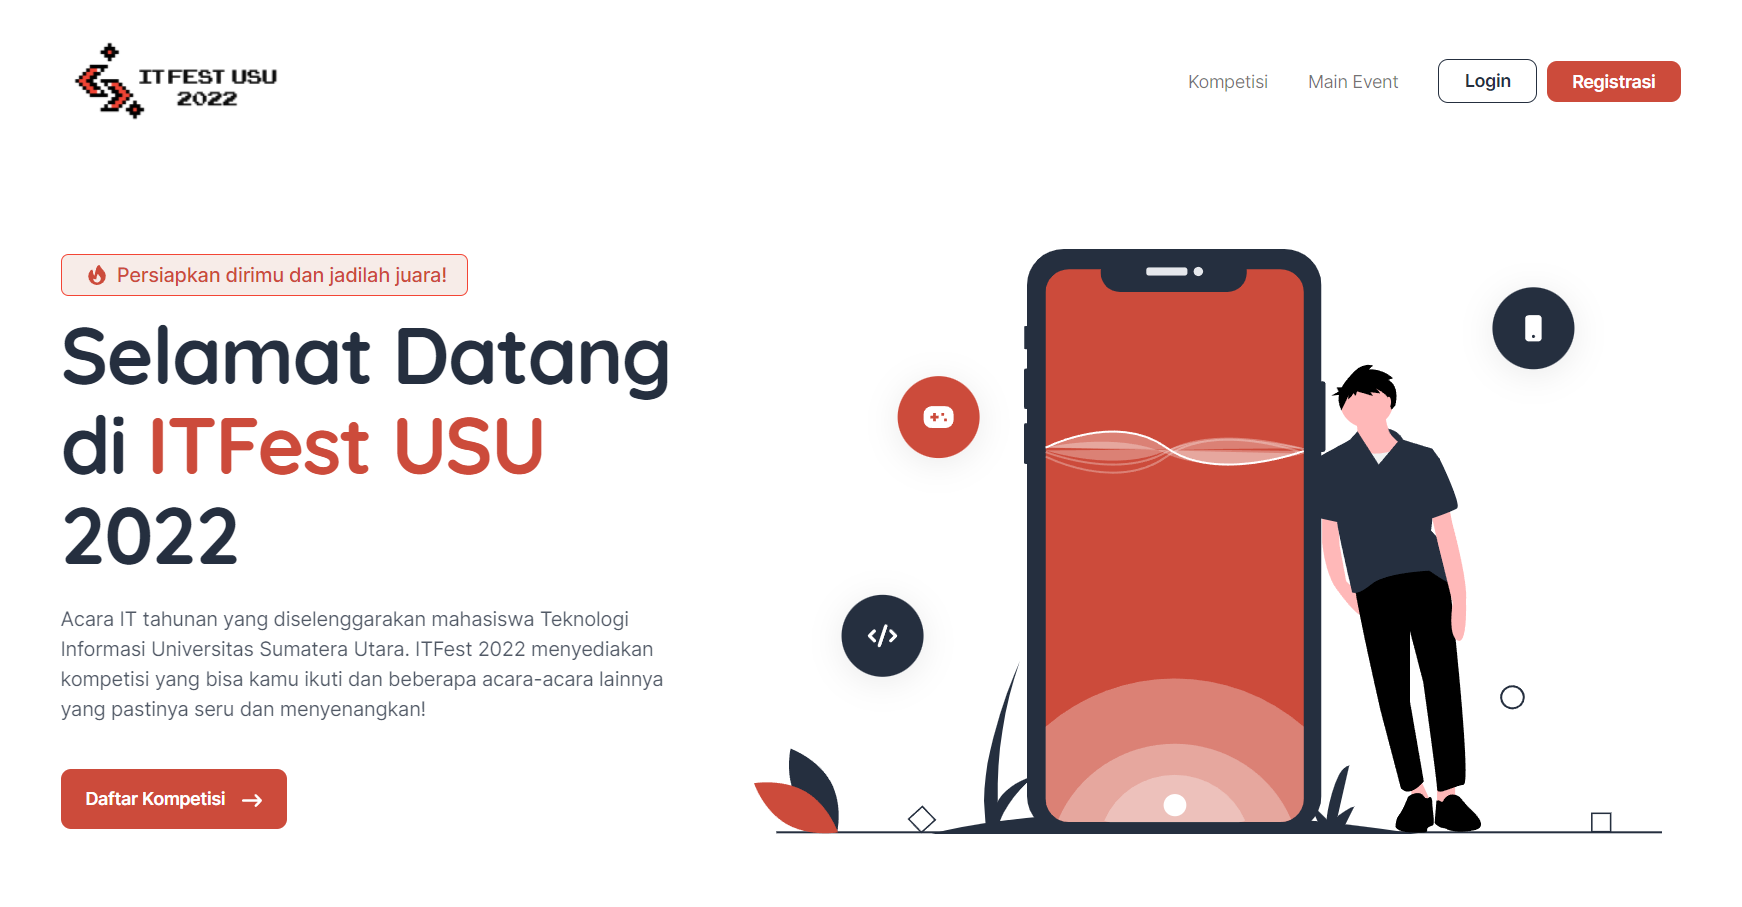 IT FEST USU
2022
Kompetisi
Main Event
Login
Registrasi
Persiapkan dirimu dan jadilah juara!
Selamat Datang
di ITFest USU
2022
Acara IT tahunan yang diselenggarakan mahasiswa Teknologi
Informasi Universitas Sumatera Utara. ITFest 2022 menyediakan
kompetisi yang bisa kamu ikuti dan beberapa acara-acara lainnya
yang pastinya seru dan menyenangkan!
Daftar Kompetisi